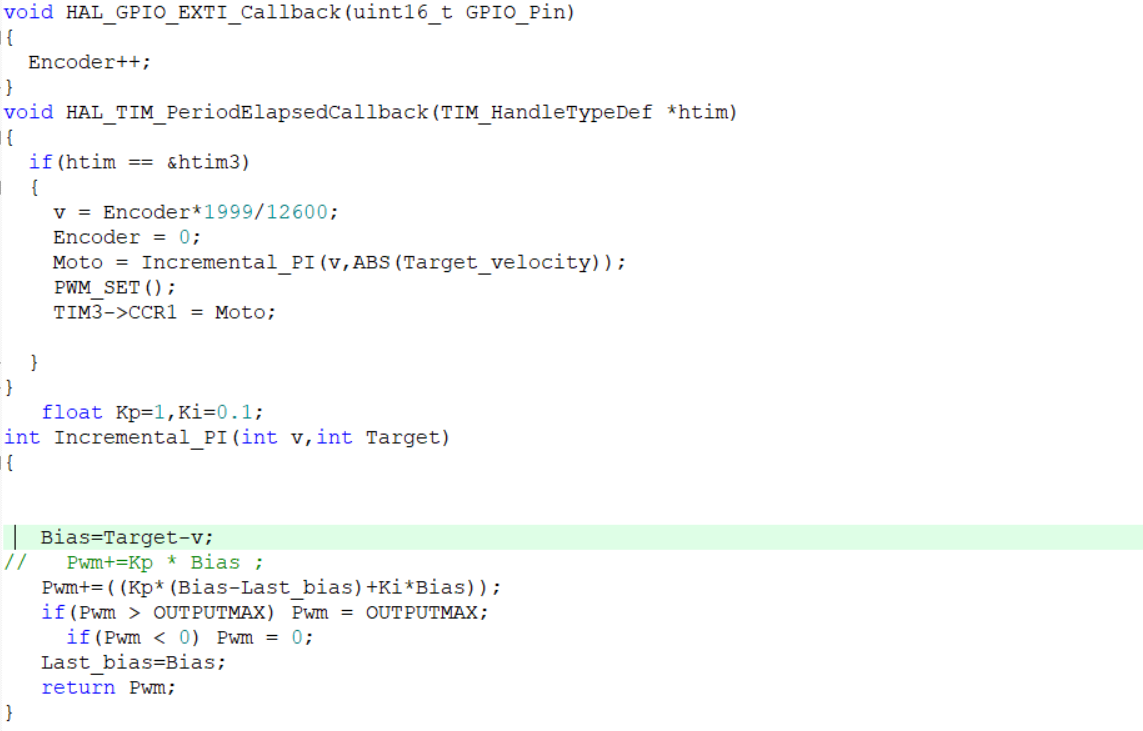 void HAL_GPIO_EXTI_Callback(uint16_t GPIO_Pin)
{
  Encoder++;
}
void HAL_TIM_PeriodElapsedCallback(TIM_HandleTypeDef *htim)
{
  if(htim == &htim3)
  {
    v = Encoder*1999/12600;
    Encoder = 0;
    Moto = Incremental_PI(v,ABS(Target_velocity));
    PWM_SET();
    TIM3->CCR1 = Moto;
  }
}
   float Kp=1,Ki=0.1;
int Incremental_PI(int v,int Target)
{
   Bias=Target-v;
//   Pwm+=Kp * Bias ;
   Pwm+=((Kp*(Bias-Last_bias)+Ki*Bias));
   if(Pwm > OUTPUTMAX) Pwm = OUTPUTMAX;
     if(Pwm < 0) Pwm = 0;
   Last_bias=Bias;
   return Pwm;
}